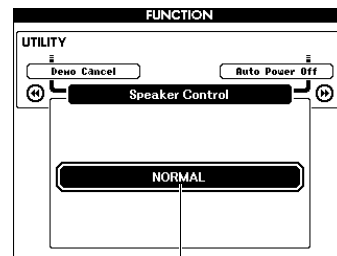 FUNCTION
UTILITY
Demo Cancel
Auto Power Off
Speaker Control
NORMAL